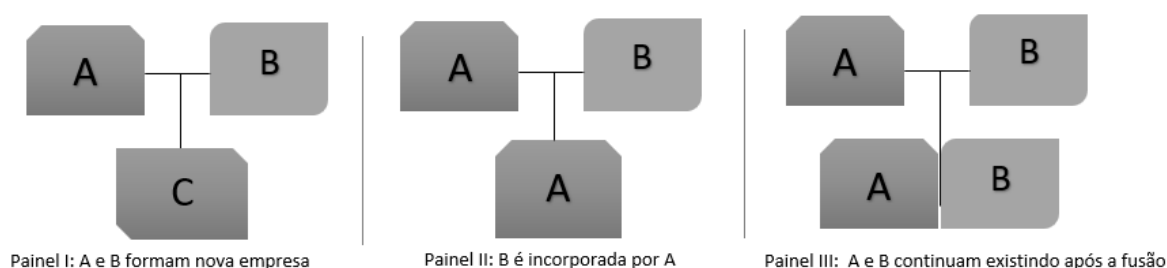 A
B
C
Painel I: A e B formam nova empresa
A
B
A
Painel II: B é incorporada por A
A
B
A
B
Painel III: A e B continuam existindo após a fusão